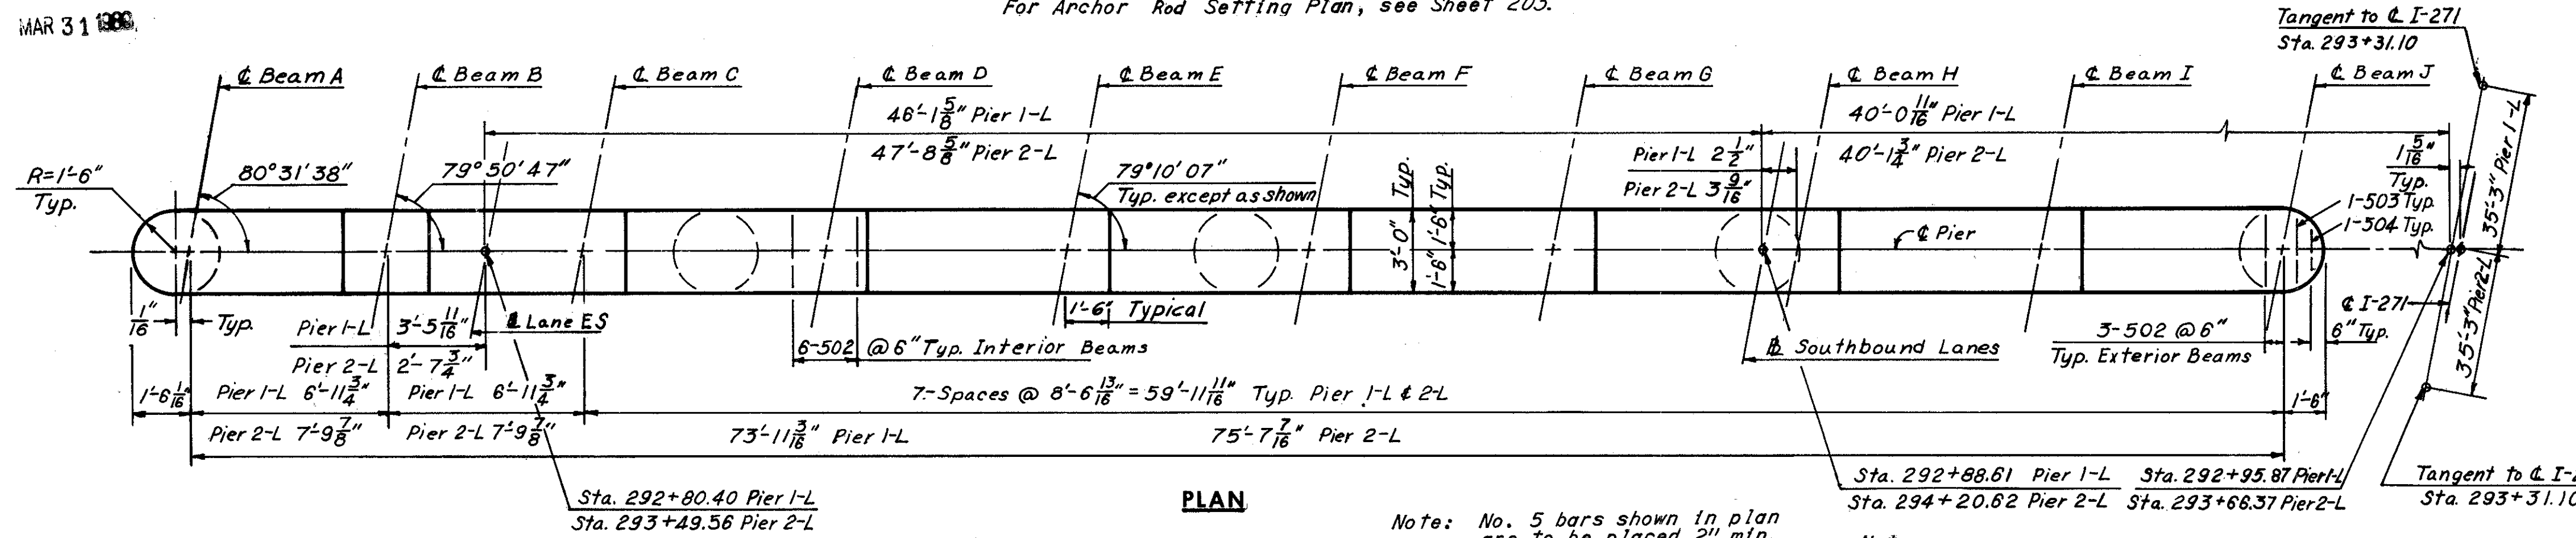 For Archor Rod Setting Plan, see Sheet 203.
MAR 31
Tangent to ℄ I-271
Sta. 293+31.10
℄ Beam A
℄ Beam B
℄ Beam C
℄ Beam D
℄ Beam E
℄ Beam F
℄ Beam G
℄ Beam H
℄ Beam I
℄ Beam J
46'-1 5/8" Pier 1-L
47'-8 5/8" Pier 2-L
40'-0 11/16" Pier 1-L
40'-1 3/4" Pier 2-L
Pier 1-L 2 1/2"
Pier 2-L 3 9/16"
R=1'-6"
Typ.
80°31'38"
79°50'47"
79°10'07"
Typ. except as shown
3'-0" Typ.
1'-6" 1'-6" Typ.
1 5/16"
Typ.
35'-3" Pier 1-L
35'-3" Pier 2-L
1-503 Typ.
1-504 Typ.
℄ Pier
℄ I-271
1/16" Typ.
Pier 1-L 3'-5 11/16"
Pier 2-L 2'-7 3/4"
℄ Lane ES
1'-6" Typical
6-502 @ 6" Typ. Interior Beams
Southbound Lanes
3-502 @ 6"
Typ. Exterior Beams
6" Typ.
1'-6 1/16"
Pier 1-L 6'-11 3/4"
Pier 2-L 7'-9 7/8"
Pier 1-L 6'-11 3/4"
Pier 2-L 7'-9 7/8"
7-Spaces @ 8'-6 13/16" = 59'-11 11/16" Typ. Pier 1-L & 2-L
1'-6"
73'-11 3/16" Pier 1-L
75'-7 7/16" Pier 2-L
Sta. 292+80.40 Pier 1-L
Sta. 293+49.56 Pier 2-L
PLAN
Sta. 292+88.61 Pier 1-L
Sta. 294+20.62 Pier 2-L
Sta. 292+95.87 Pier 1-L
Sta. 293+66.37 Pier 2-L
Tangent to ℄ I-2
Sta. 293+31.10
Note: No. 5 bars shown in plan
are to be placed 2" min.